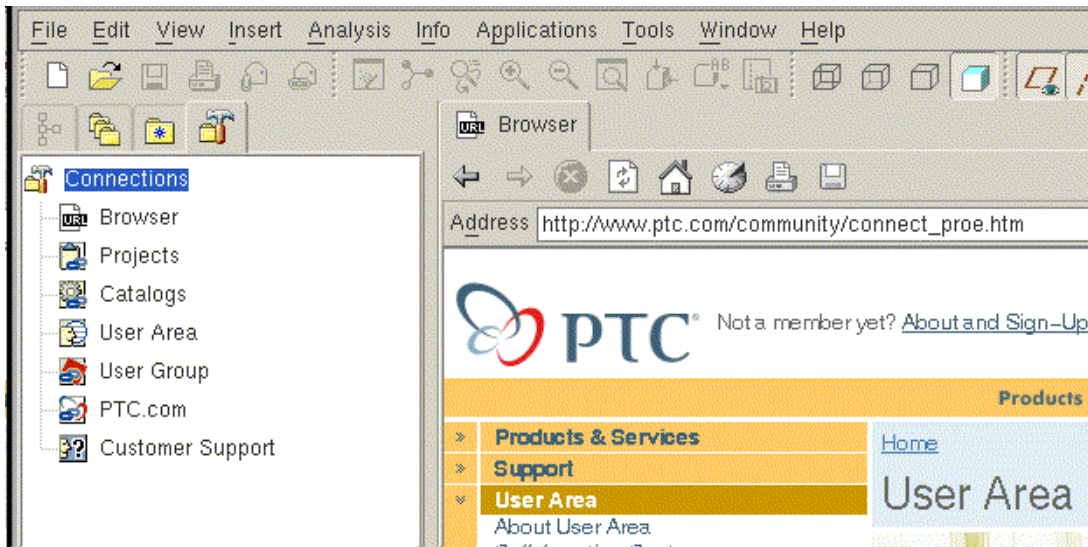 File Edit View Insert Analysis Info Applications Tools Window Help
Browser
Connections
Browser
Projects
Catalogs
User Area
User Group
PTC.com
Customer Support
Address http://www.ptc.com/community/connect_proe.htm
PTC® Not a member yet? About and Sign-Up
Products
Products & Services
Support
User Area
About User Area
Home
User Area